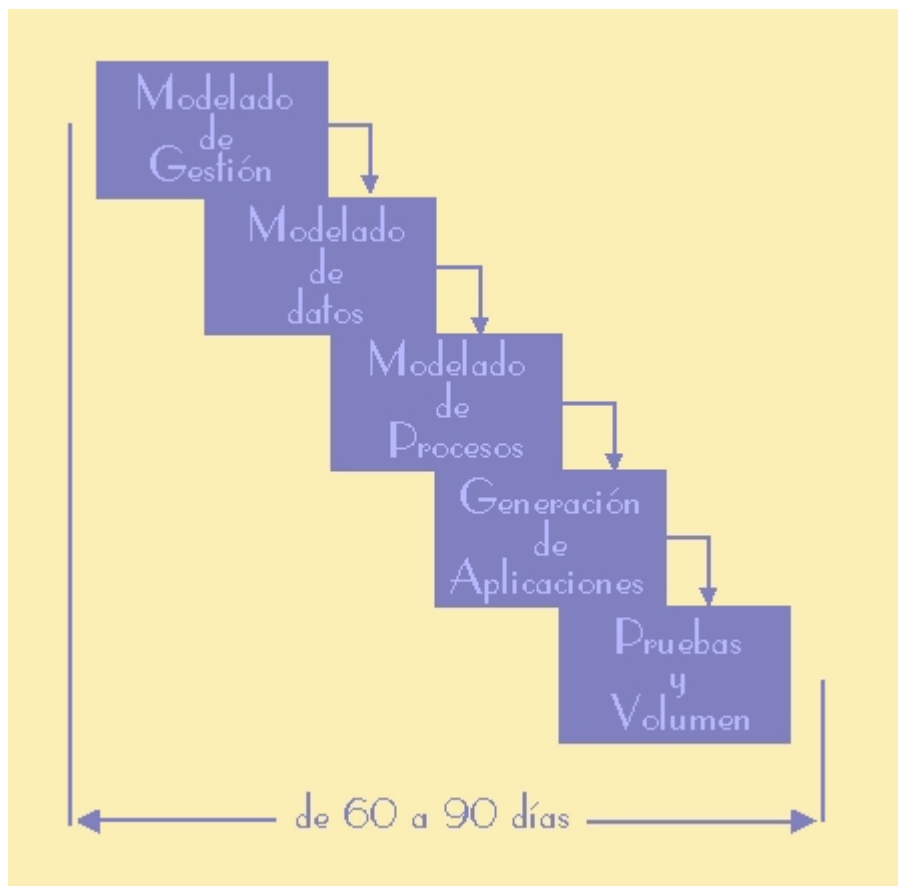 Modelado
de
Gestión
Modelado
de
datos
Modelado
de
Procesos
Generación
de
Aplicaciones
Pruebas
y
Volumen
de 60 a 90 días